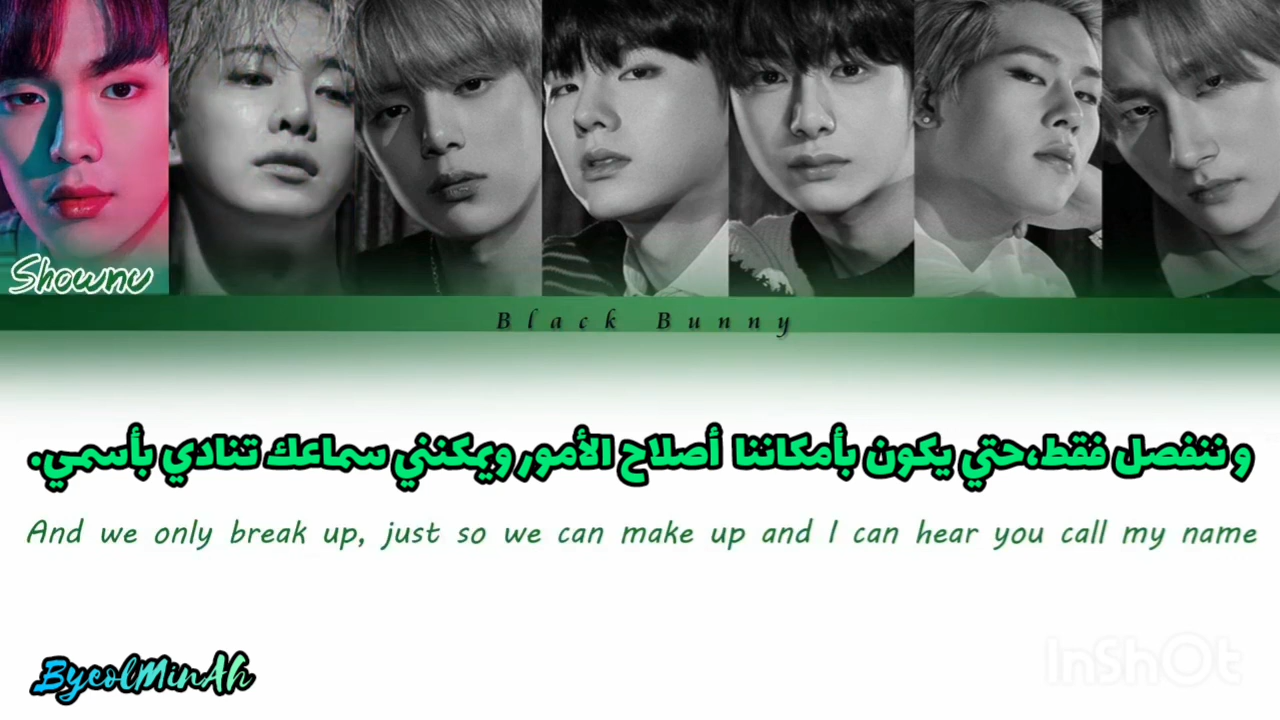 Shownu
Black Bunny
و ننفصل فقط،حتي يكون بأمكاننا أصلاح الأمور ويمكنني سماعك تنادي بأسمي.
And we only break up, just so we can make up and I can hear you call my name
ByeolMinAh
InShOt